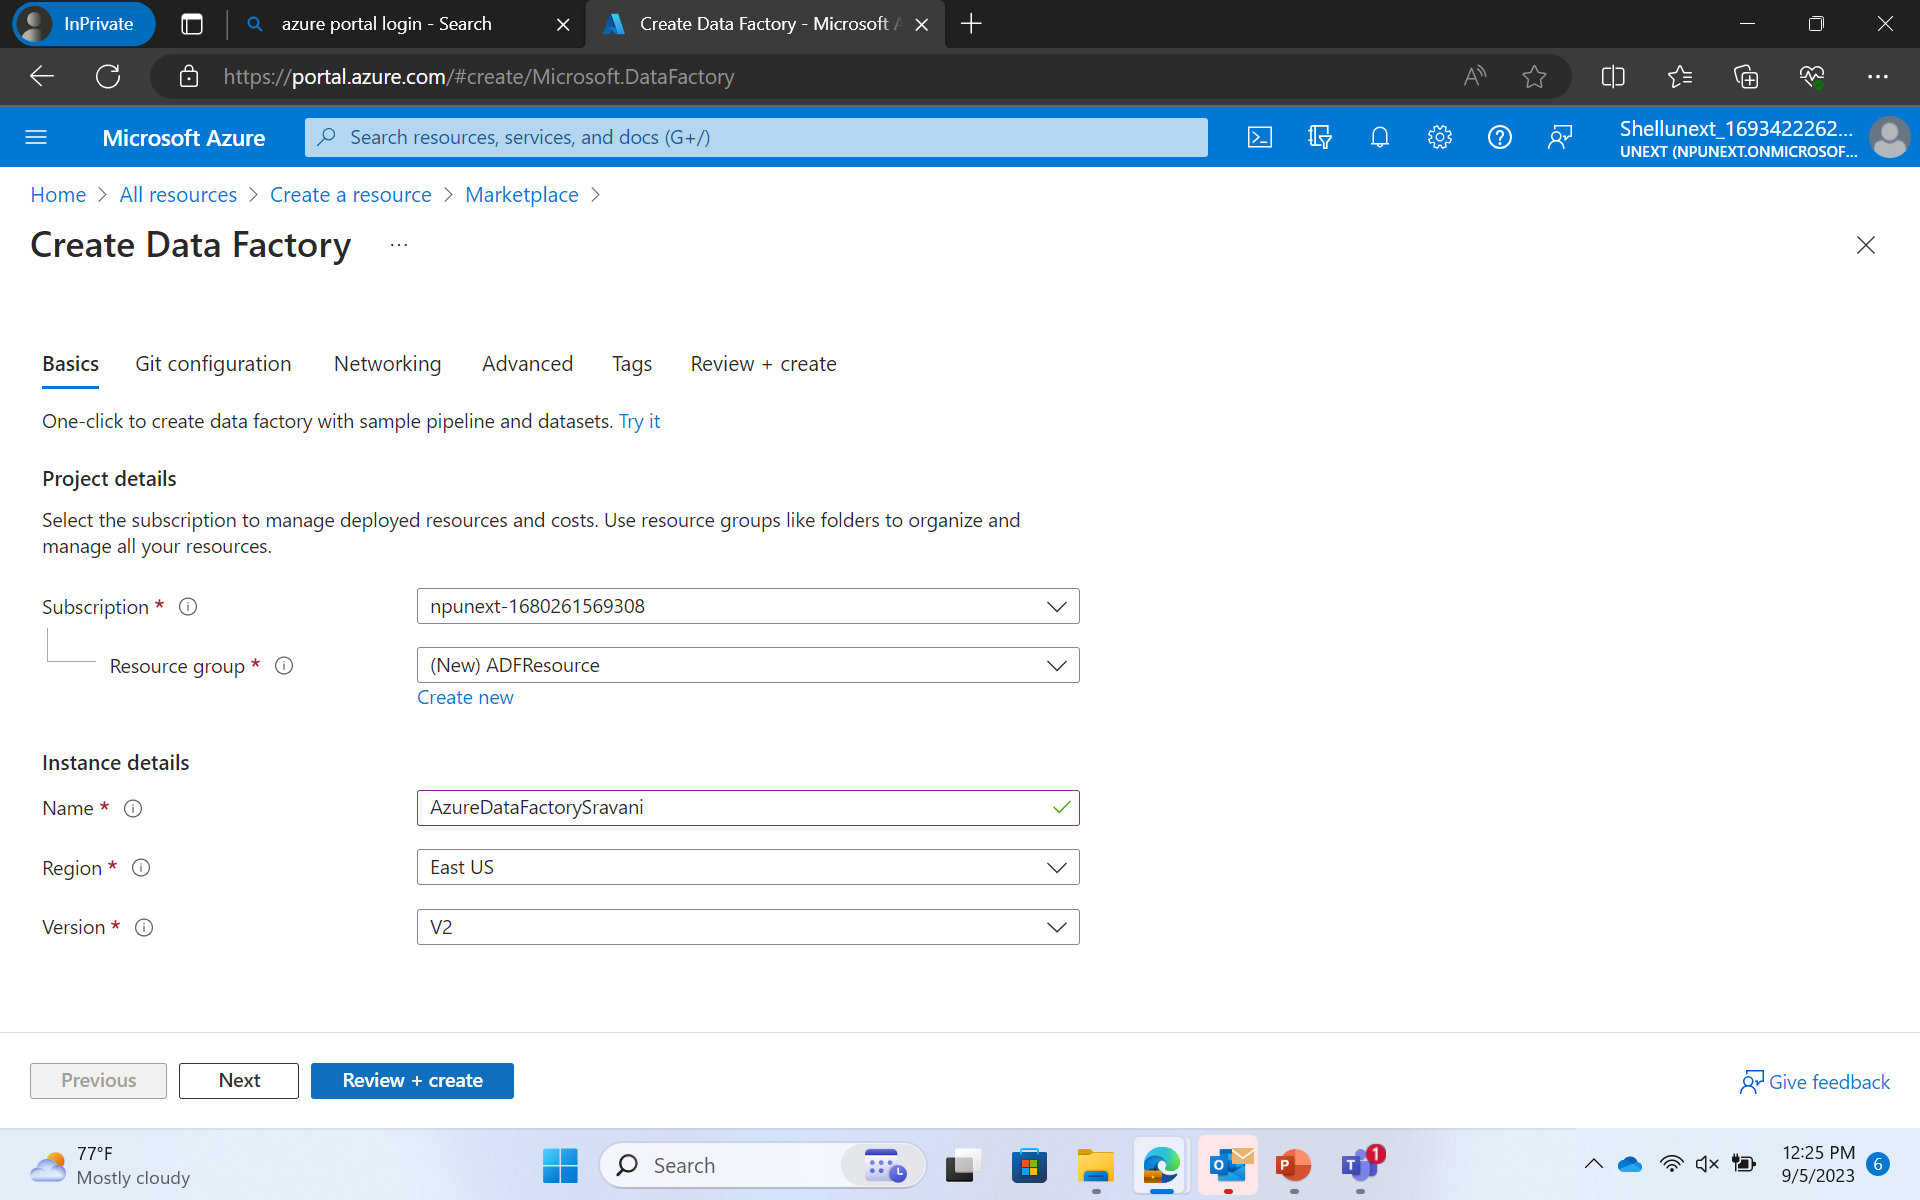 InPrivate
azure portal login - Search
Create Data Factory - Microsoft A
https://portal.azure.com/#create/Microsoft.DataFactory
Microsoft Azure
Search resources, services, and docs (G+/)
Shellunext_1693422262...
UNEXT (NPUNEXT.ONMICROSOF...
Home > All resources > Create a resource > Marketplace >
Create Data Factory ...
Basics Git configuration Networking Advanced Tags Review + create
One-click to create data factory with sample pipeline and datasets. Try it
Project details
Select the subscription to manage deployed resources and costs. Use resource groups like folders to organize and
manage all your resources.
Subscription *
npunext-1680261569308
Resource group *
(New) ADFResource
Create new
Instance details
Name *
AzureDataFactorySravani
Region *
East US
Version *
V2
Previous
Next
Review + create
Give feedback
77°F
Mostly cloudy
Search
1
12:25 PM
9/5/2023
6